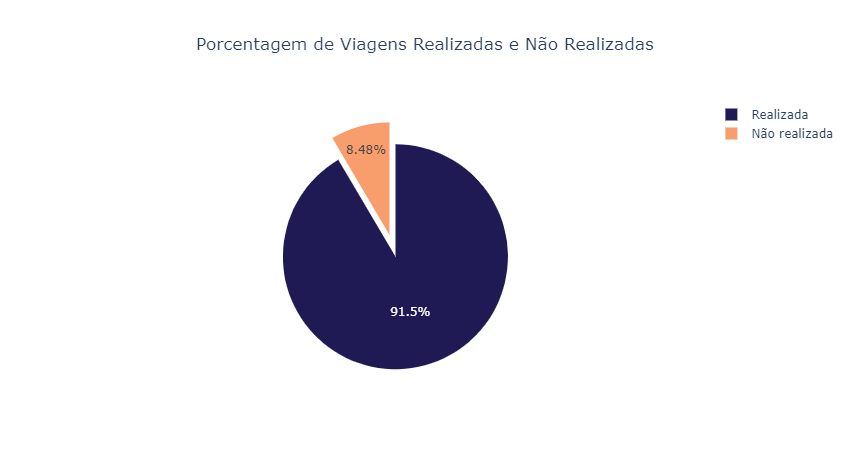 Porcentagem de Viagens Realizadas e Não Realizadas
Realizada
Não realizada
8.48%
91.5%